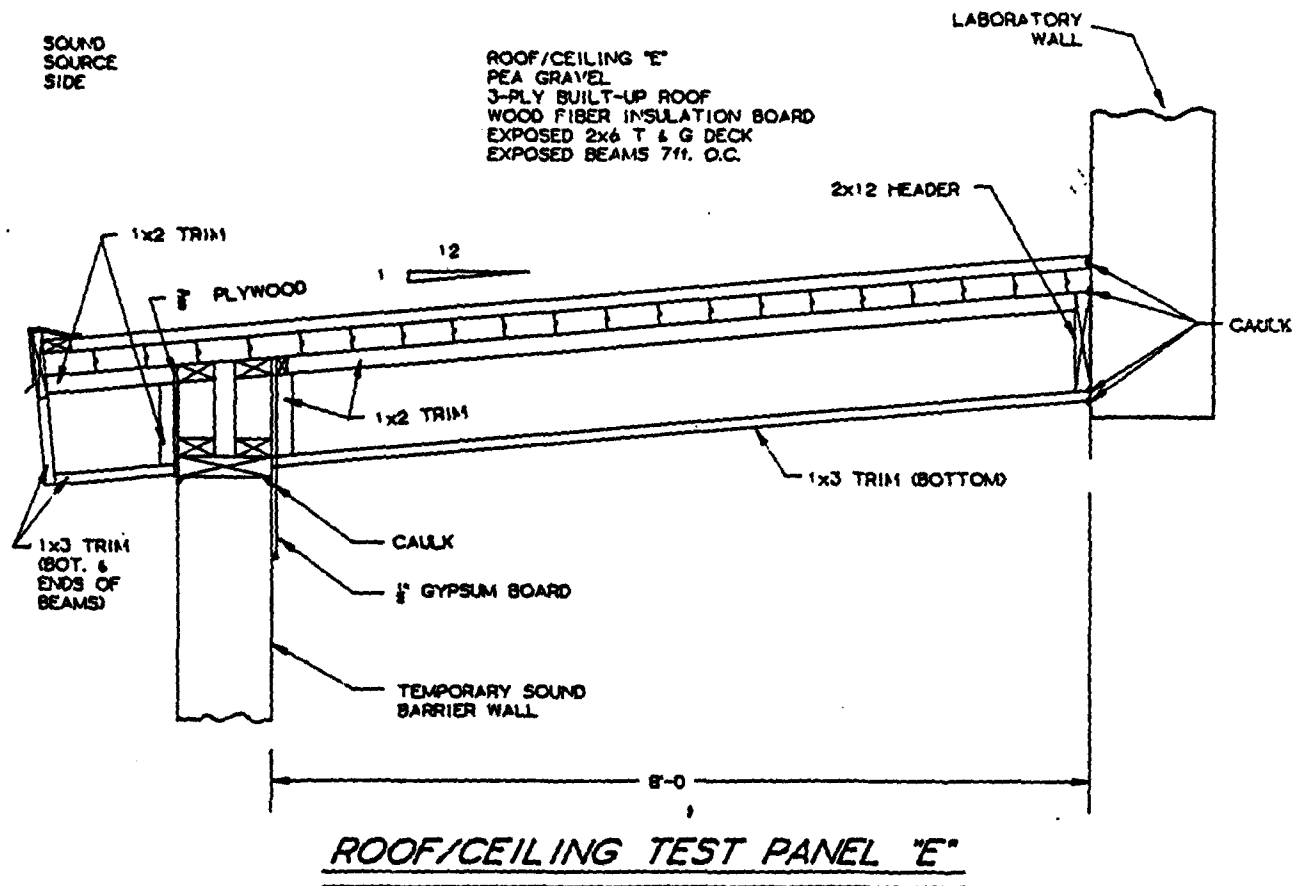 SOUND
SOURCE
SIDE
ROOF/CEILING "E"
PEA GRAVEL
3-PLY BUILT-UP ROOF
WOOD FIBER INSULATION BOARD
EXPOSED 2x6 T & G DECK
EXPOSED BEAMS 7ft. O.C.
LABORATORY
WALL
2x12 HEADER
1x2 TRIM
12
1
PLYWOOD
CAULK
1x2 TRIM
1x3 TRIM (BOTTOM)
1x3 TRIM
(BOT. &
ENDS OF
BEAMS)
CAULK
GYPSUM BOARD
TEMPORARY SOUND
BARRIER WALL
8'-0
ROOF/CEILING TEST PANEL "E"